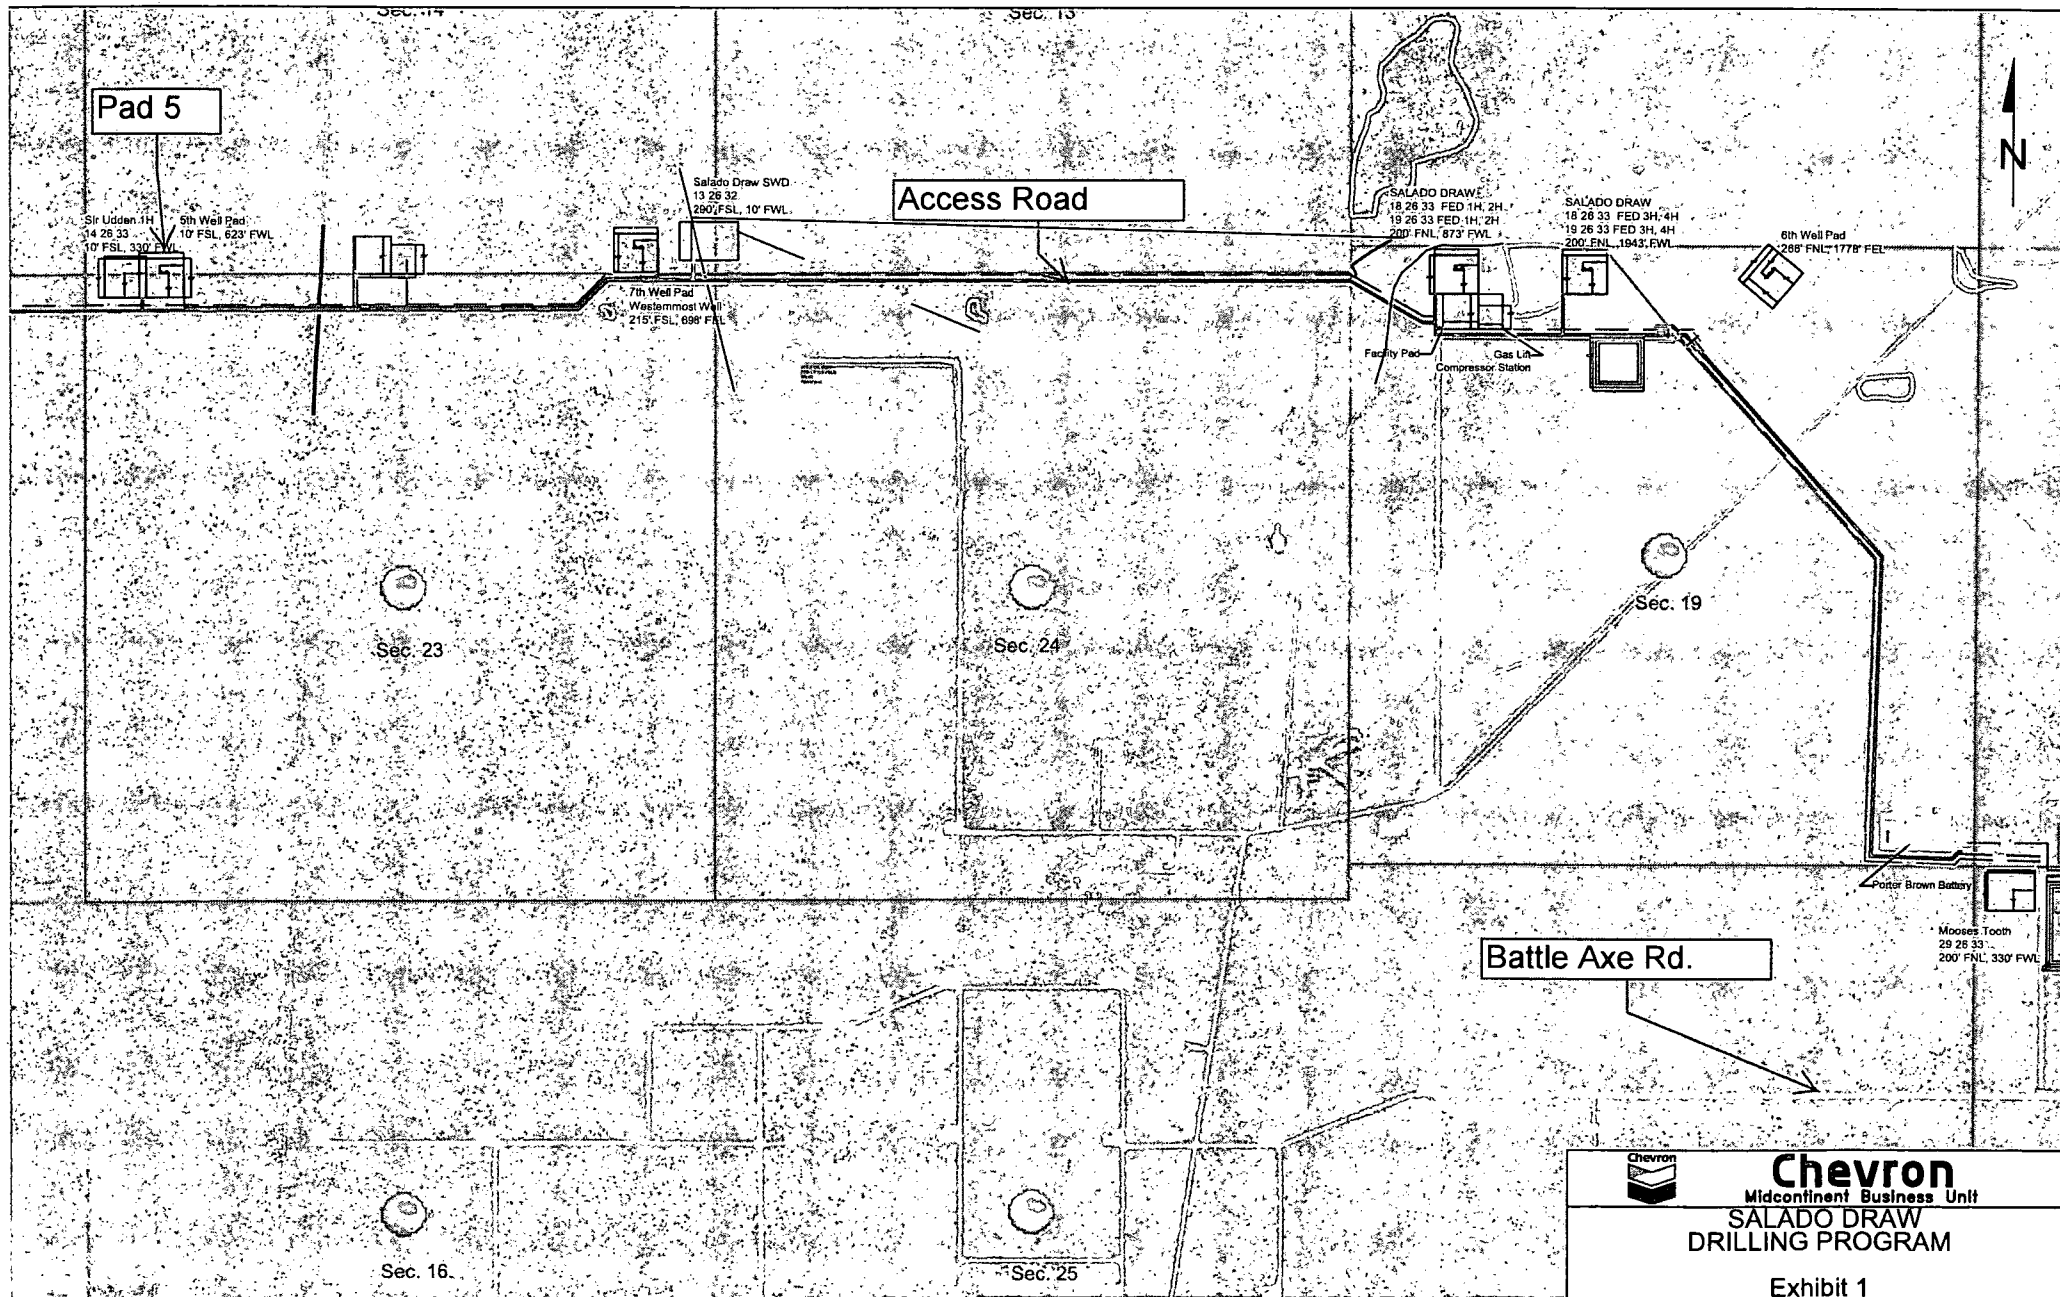 Sec. 14
Sec. 13
Pad 5
N
Salado Draw SWD
13 26 32
290' FSL, 10' FWL
Access Road
SALADO DRAW
18 26 33 FED 1H, 2H
19 26 33 FED 1H, 2H
200' FNL, 873' FWL
SALADO DRAW
18 26 33 FED 3H, 4H
19 26 33 FED 3H, 4H
200' FNL, 1943' FWL
Sir Udden 1H
14 26 33
10' FSL, 330' FWL
5th Well Pad
10' FSL, 623' FWL
6th Well Pad
268' FNL, 1778' FEL
7th Well Pad
Westernmost Well
215' FSL, 698' FEL
Facility Pad
Gas Lift
Compressor Station
Sec. 23
Sec. 24
Sec. 19
Porter Brown Battery
Mooses Tooth
29 26 33
200' FNL, 330' FWL
Battle Axe Rd.
Sec. 16
Sec. 25
Chevron
Chevron
Midcontinent Business Unit
SALADO DRAW
DRILLING PROGRAM
Exhibit 1